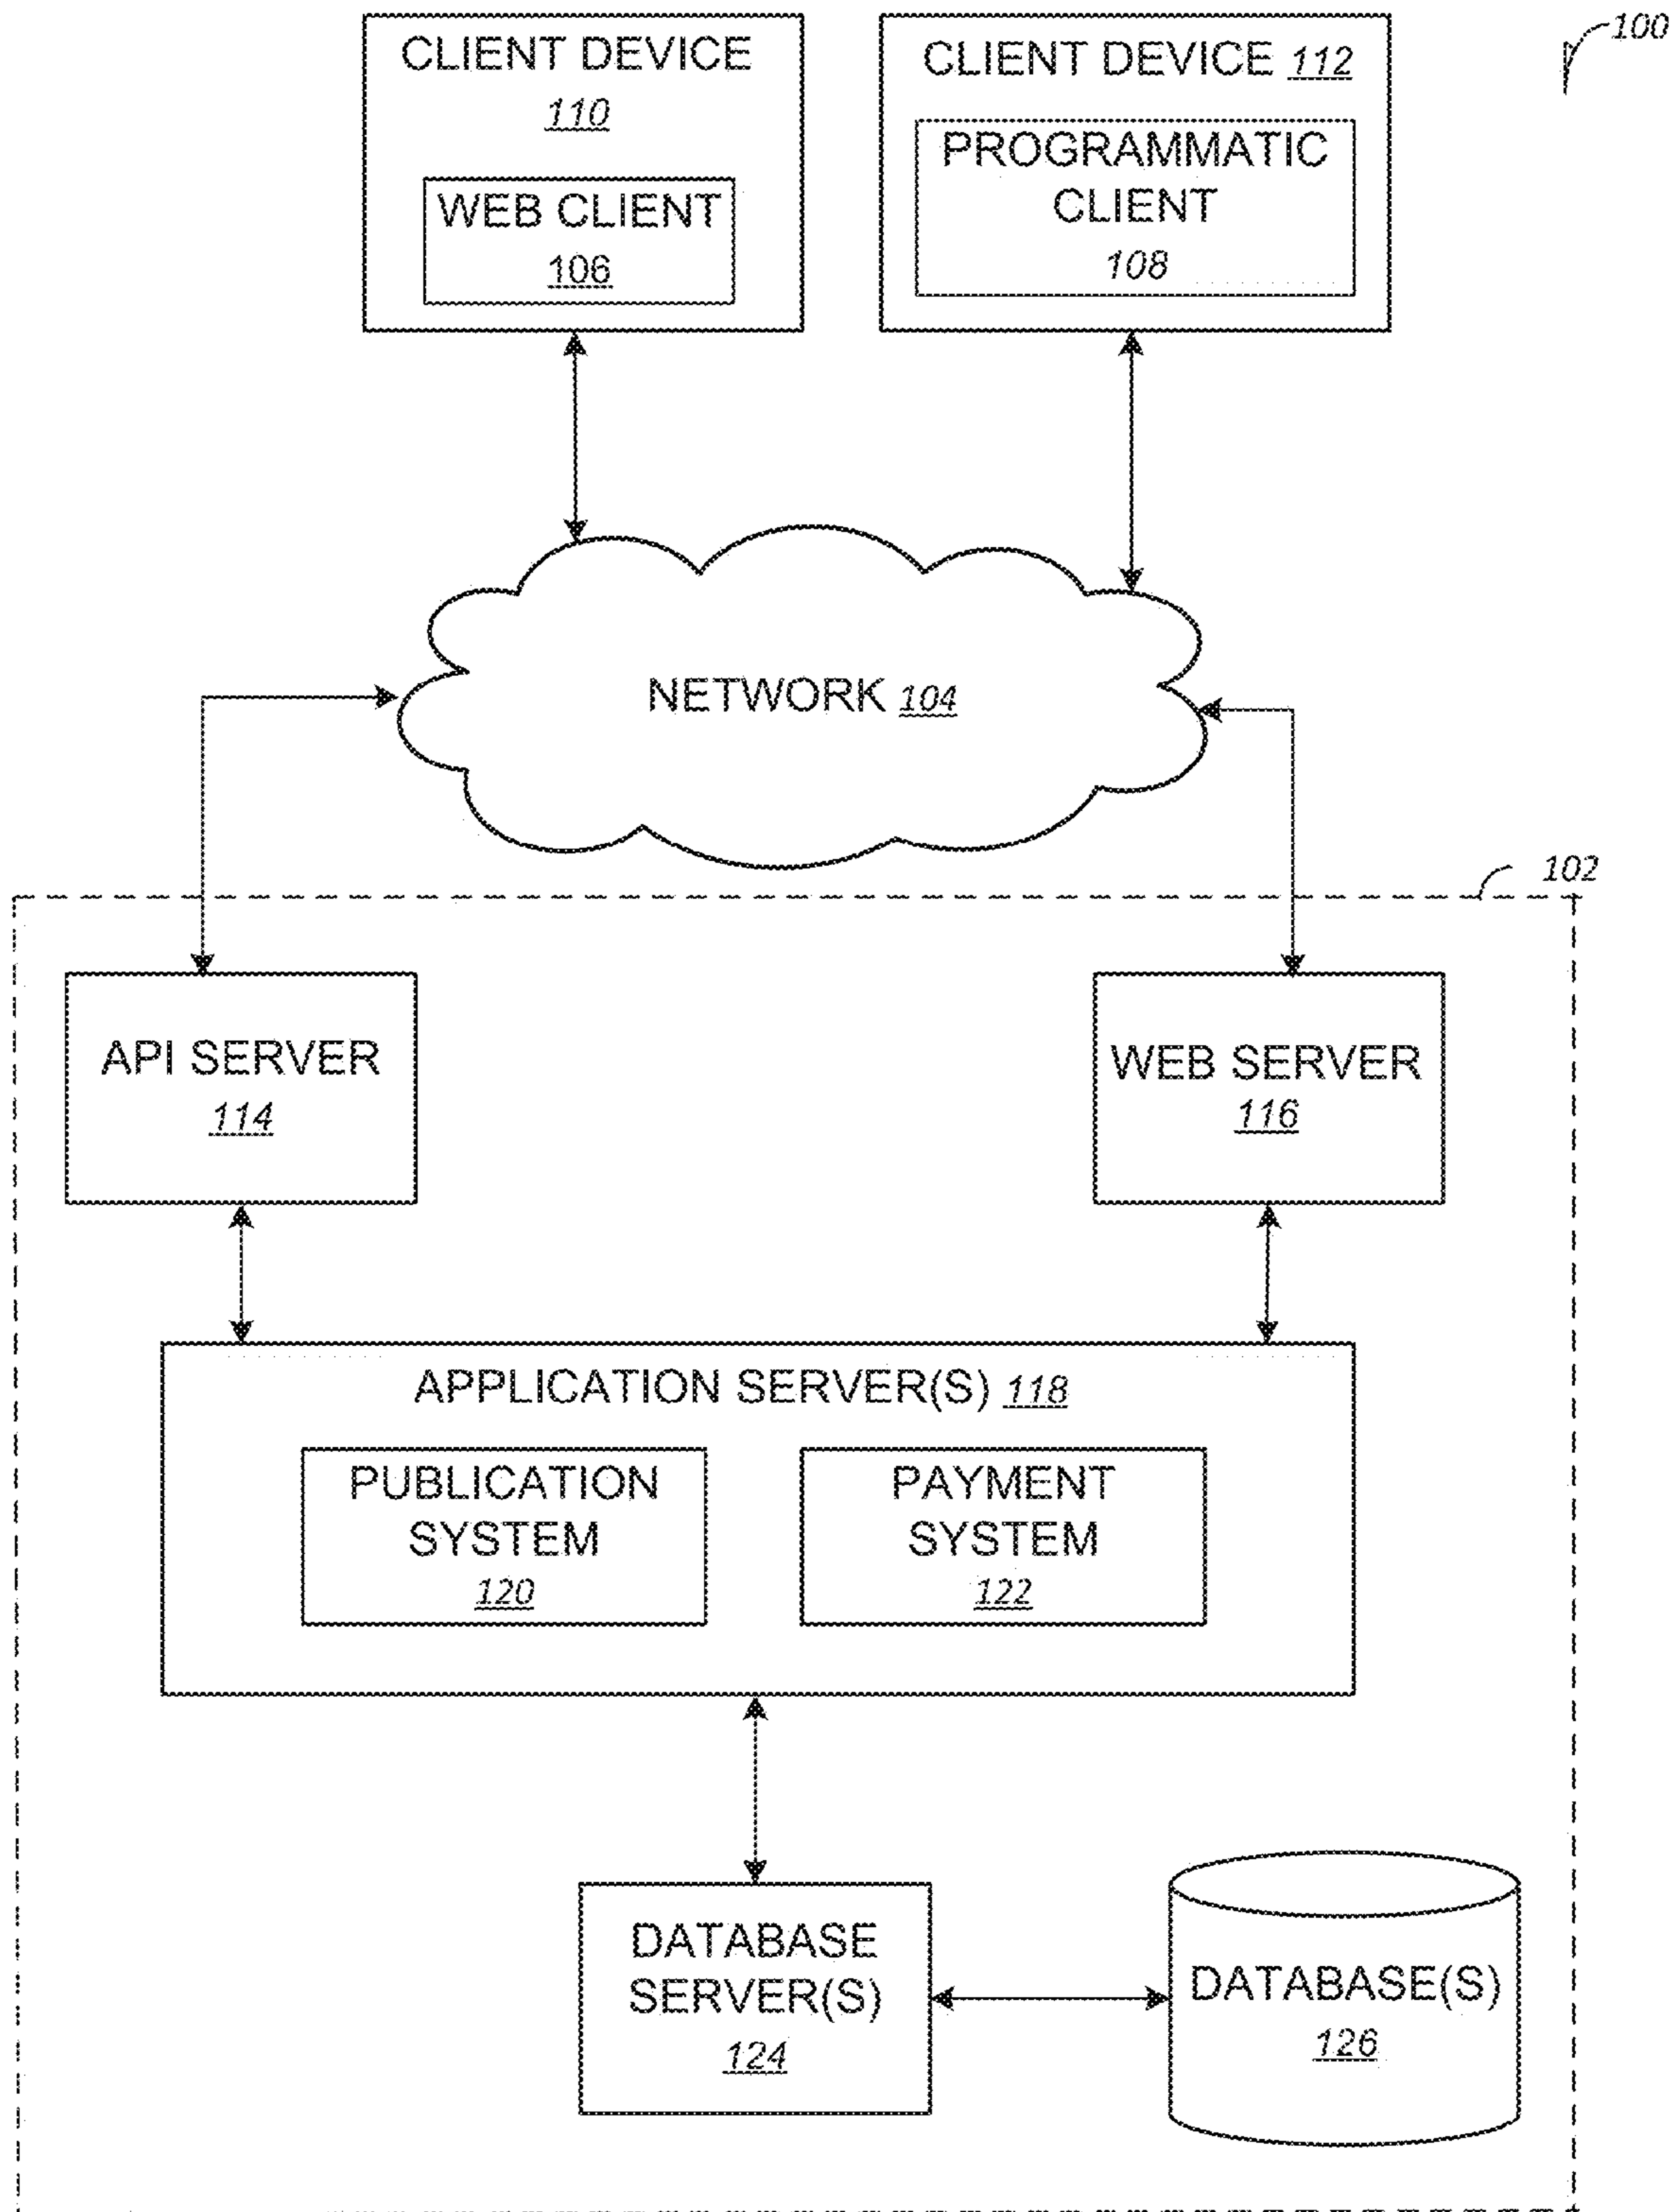 100
CLIENT DEVICE
110
WEB CLIENT
106
CLIENT DEVICE 112
PROGRAMMATIC
CLIENT
108
NETWORK 104
102
API SERVER
114
WEB SERVER
116
APPLICATION SERVER(S) 118
PUBLICATION
SYSTEM
120
PAYMENT
SYSTEM
122
DATABASE
SERVER(S)
124
DATABASE(S)
126